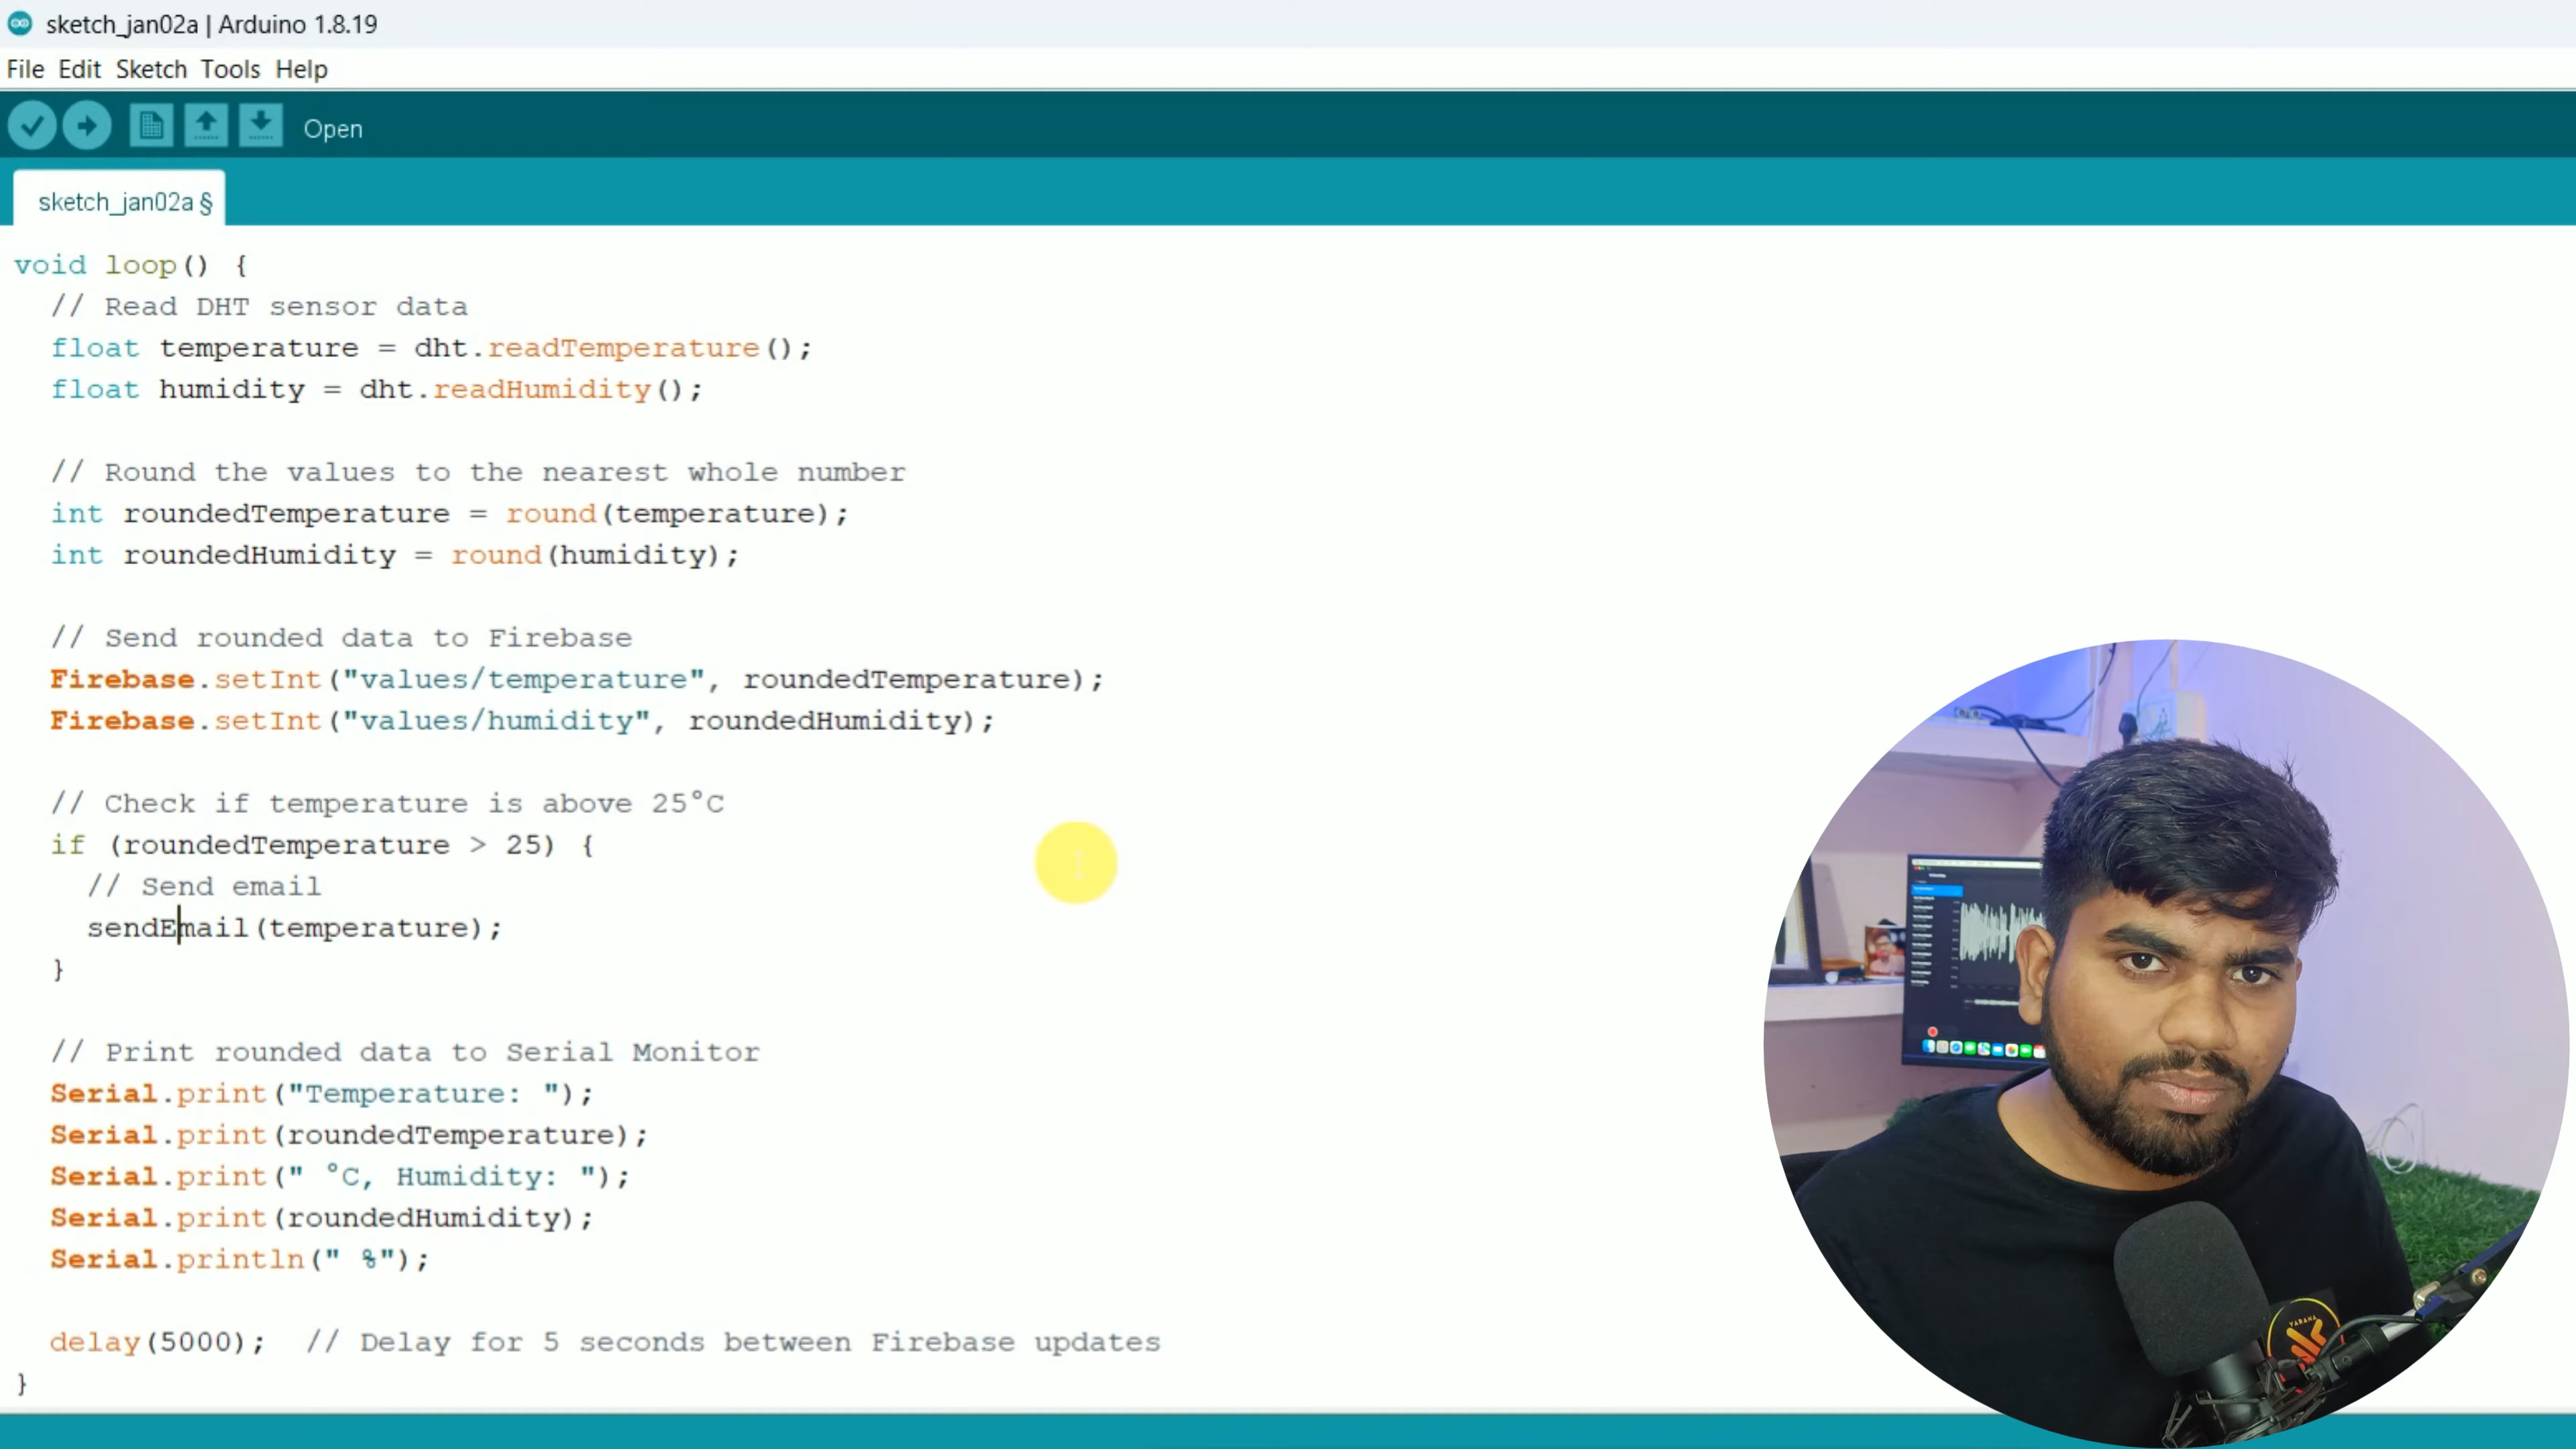 sketch_jan02a | Arduino 1.8.19
File Edit Sketch Tools Help
Open
sketch_jan02a §
void loop() {
// Read DHT sensor data
float temperature = dht.readTemperature();
float humidity = dht.readHumidity();
// Round the values to the nearest whole number
int roundedTemperature = round(temperature);
int roundedHumidity = round(humidity);
// Send rounded data to Firebase
Firebase.setInt("values/temperature", roundedTemperature);
Firebase.setInt("values/humidity", roundedHumidity);
// Check if temperature is above 25°C
if (roundedTemperature > 25) {
// Send email
sendEmail(temperature);
}
// Print rounded data to Serial Monitor
Serial.print("Temperature: ");
Serial.print(roundedTemperature);
Serial.print(" °C, Humidity: ");
Serial.print(roundedHumidity);
Serial.println(" %");
delay(5000); // Delay for 5 seconds between Firebase updates
}